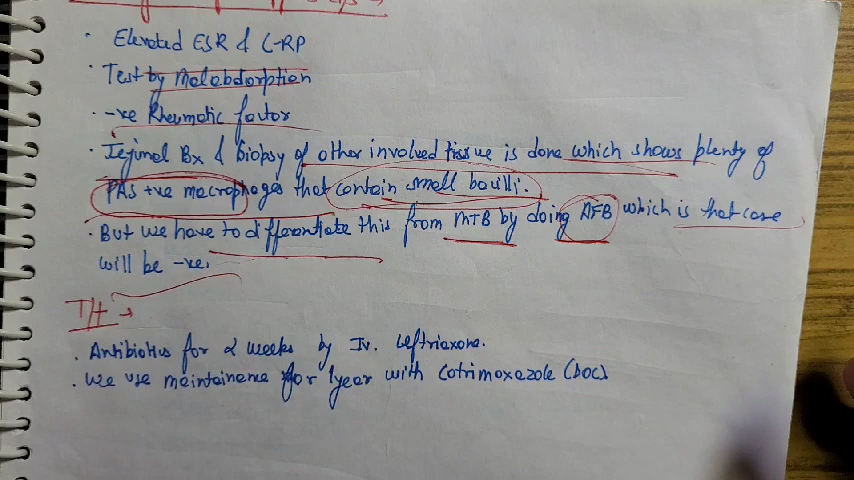 · Elevated ESR & C-RP
· Test by Malabdorption
· -ve Rheumatic factor
· Jejunal Bx & Biopsy of other involved tissue is done which shows plenty of
PAS +ve macrophages that contain small bacilli.
· But we have to differentiate this from MTB by doing AFB which is that case
will be -ve.
T/t →
· Antibiotics for 2 weeks by Iv. Ceftriaxone.
· We use maintainence for 1 year with Cotrimoxazole (DOC)